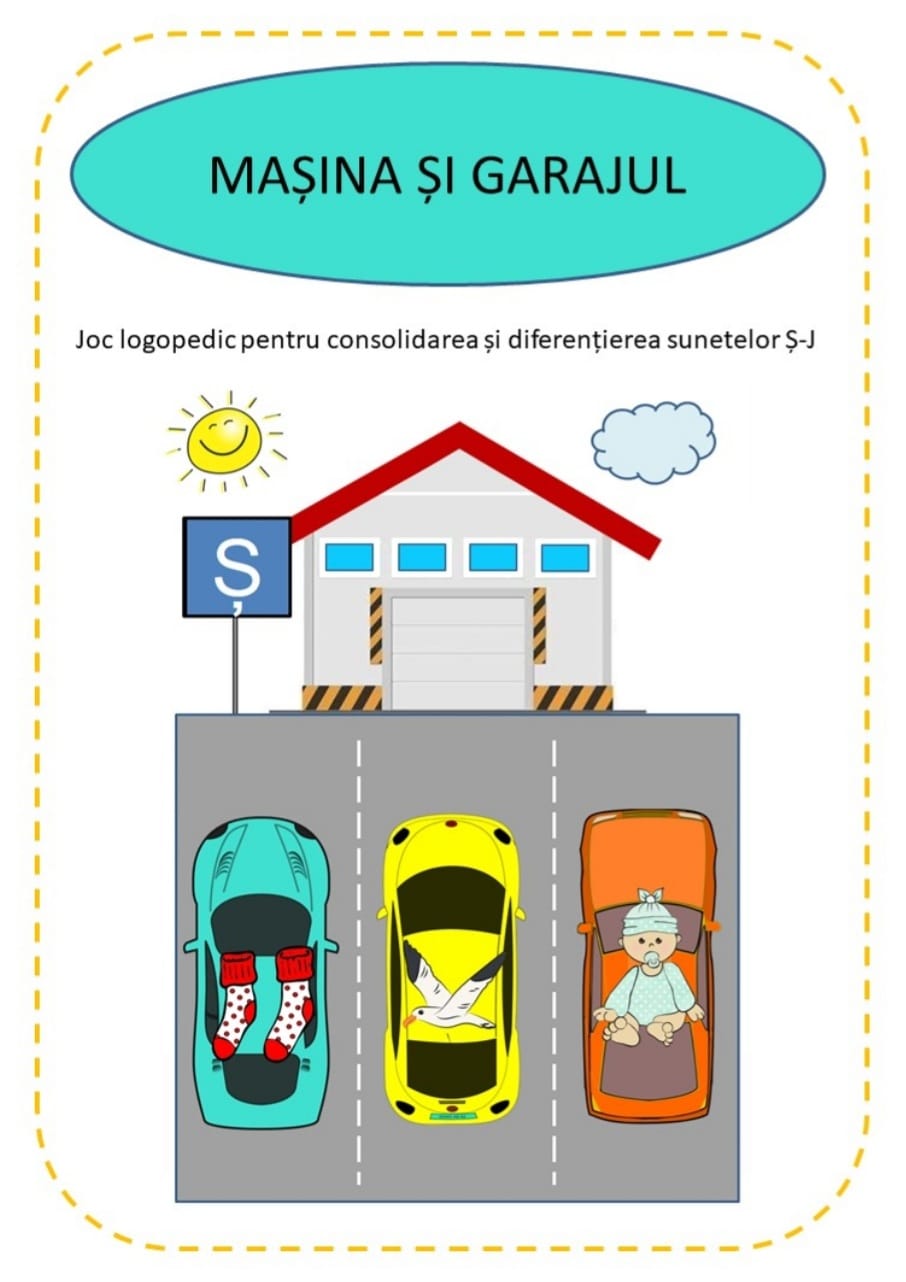 MAȘINA ȘI GARAJUL
Joc logopedic pentru consolidarea și diferențierea sunetelor Ș-J
Ș